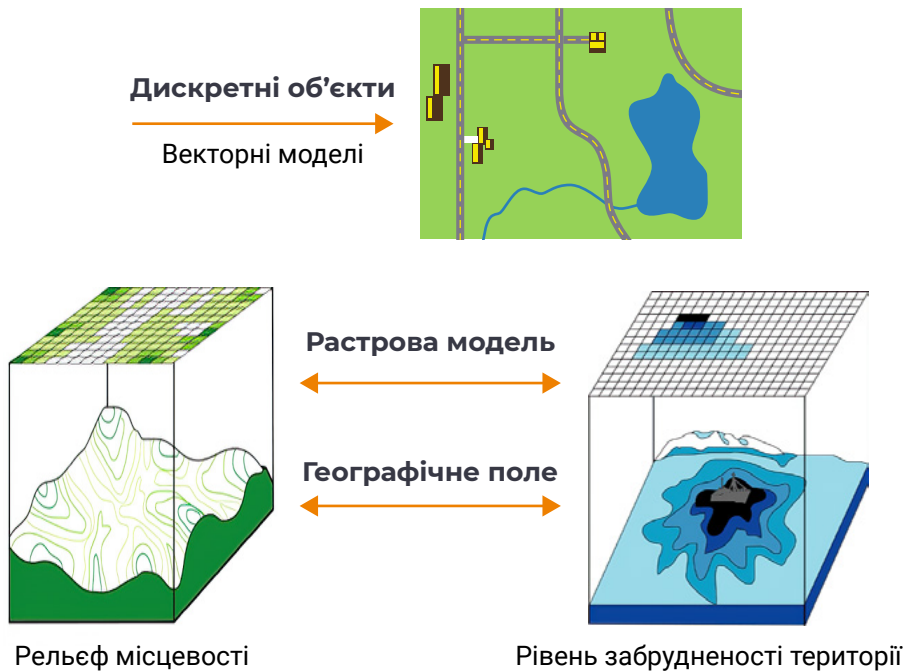 Дискретні об’єкти
Векторні моделі
Растрова модель
Географічне поле
Рельєф місцевості
Рівень забрудненості території